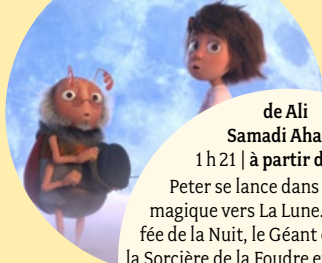 de Ali
Samadi Aha
1 h 21 | à partir d
Peter se lance dans
magique vers La Lune.
fée de la Nuit, le Géant
la Sorcière de la Foudre e